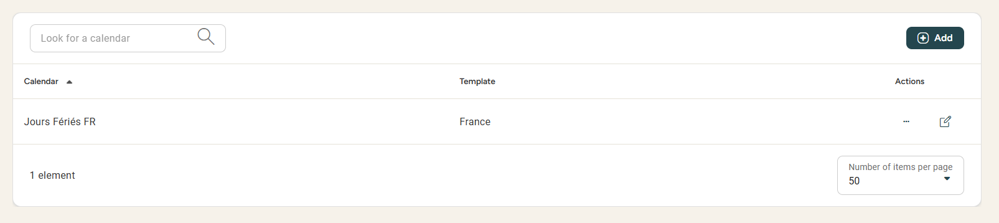 Look for a calendar
Add
Calendar Template Actions
Jours Fériés FR France
1 element
Number of items per page
50